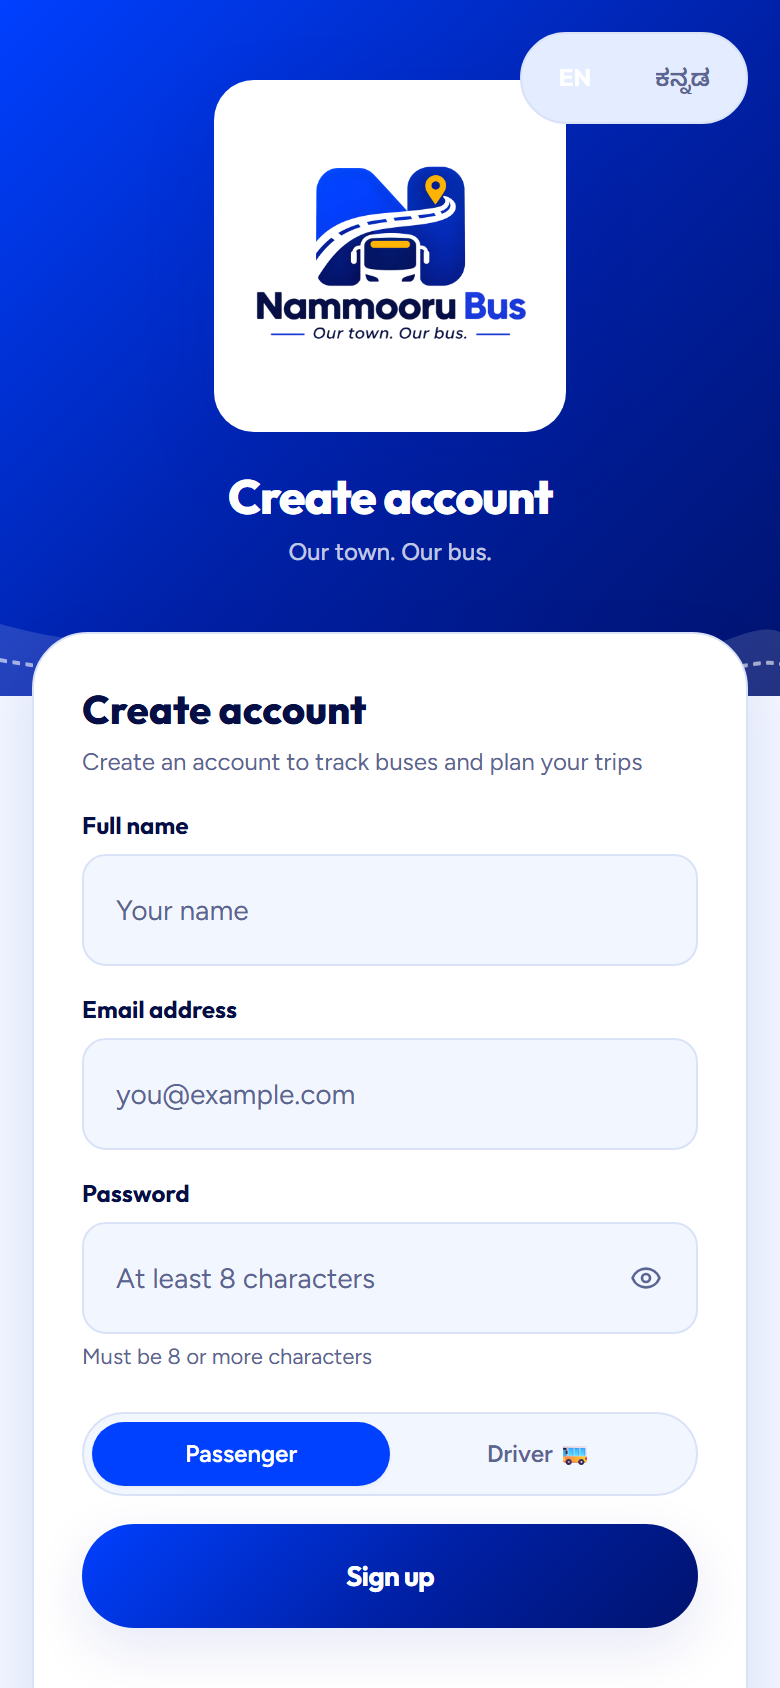 EN ಕನ್ನಡ
Nammooru Bus
Our town. Our bus.
Create account
Our town. Our bus.
Create account
Create an account to track buses and plan your trips
Full name
Your name
Email address
you@example.com
Password
At least 8 characters
Must be 8 or more characters
Passenger Driver
Sign up